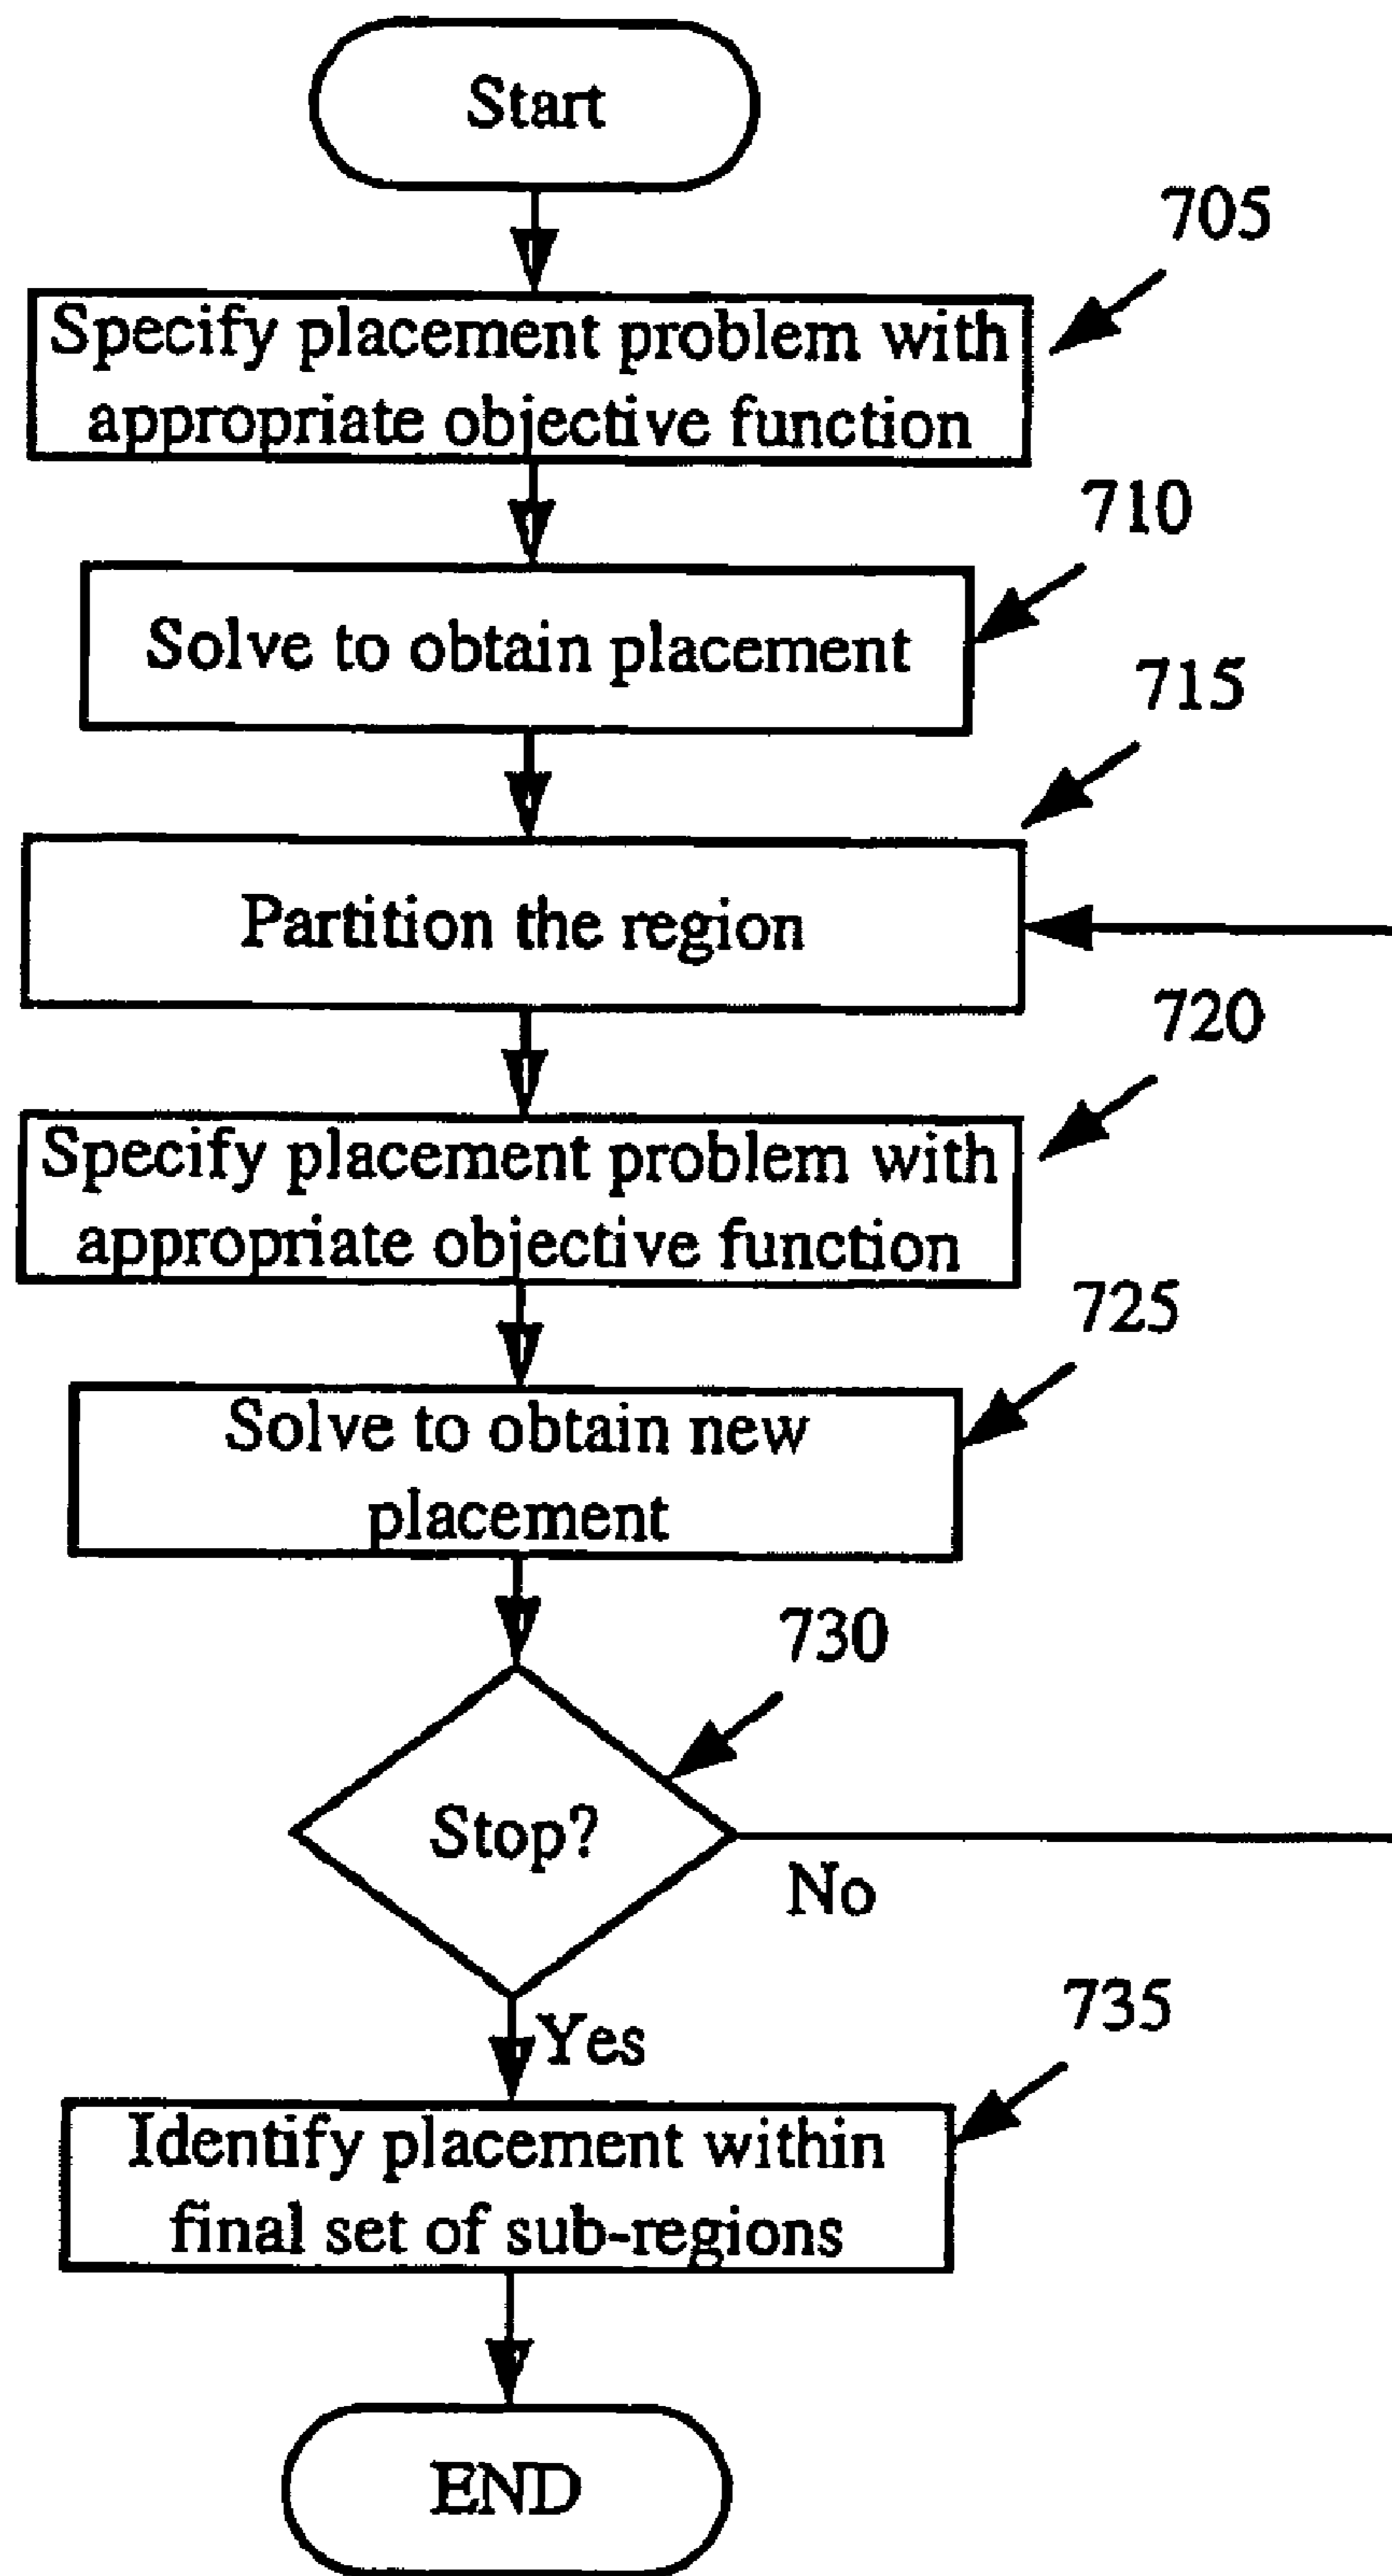 Start
705
Specify placement problem with
appropriate objective function
710
Solve to obtain placement
715
Partition the region
720
Specify placement problem with
appropriate objective function
725
Solve to obtain new
placement
730
Stop?
No
Yes
735
Identify placement within
final set of sub-regions
END